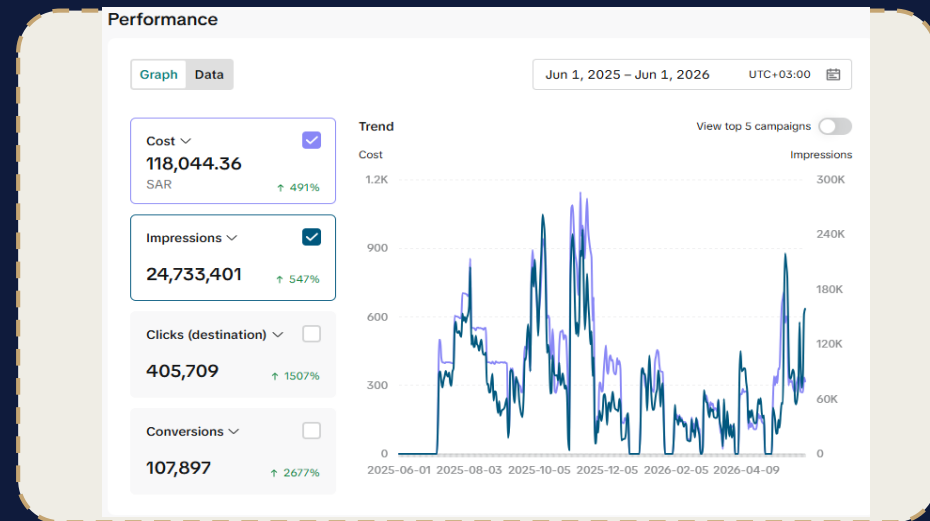 Performance
Graph Data
Jun 1, 2025 – Jun 1, 2026 UTC+03:00
Cost
118,044.36
SAR
↑ 491%
Impressions
24,733,401
↑ 547%
Clicks (destination)
405,709
↑ 1507%
Conversions
107,897
↑ 2677%
Trend
View top 5 campaigns
Cost
Impressions
1.2K 300K
900 240K
180K
600
120K
300
60K
0 0
2025-06-01 2025-08-03 2025-10-05 2025-12-05 2026-02-05 2026-04-09